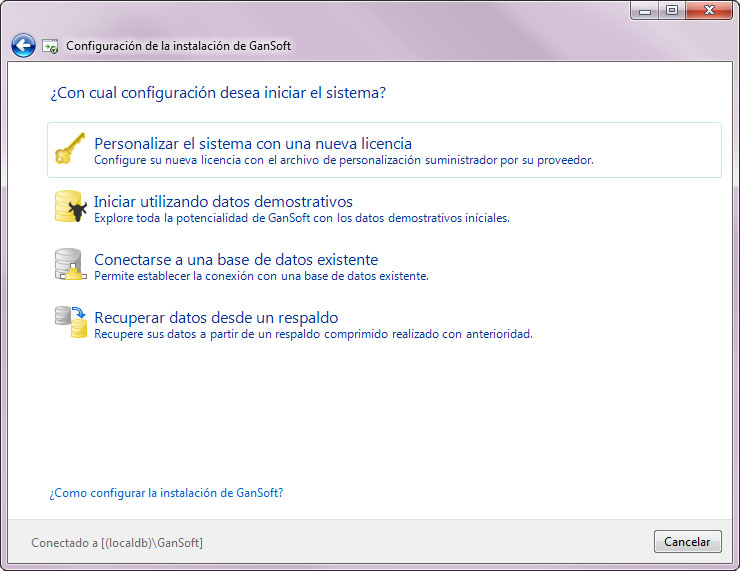 Configuración de la instalación de GanSoft
¿Con cual configuración desea iniciar el sistema?
Personalizar el sistema con una nueva licencia
Configure su nueva licencia con el archivo de personalización suministrador por su proveedor.
Iniciar utilizando datos demostrativos
Explore toda la potencialidad de GanSoft con los datos demostrativos iníciales.
Conectarse a una base de datos existente
Permite establecer la conexión con una base de datos existente.
Recuperar datos desde un respaldo
Recupere sus datos a partir de un respaldo comprimido realizado con anterioridad.
¿Como configurar la instalación de GanSoft?
Conectado a [(localdb)\GanSoft]
Cancelar